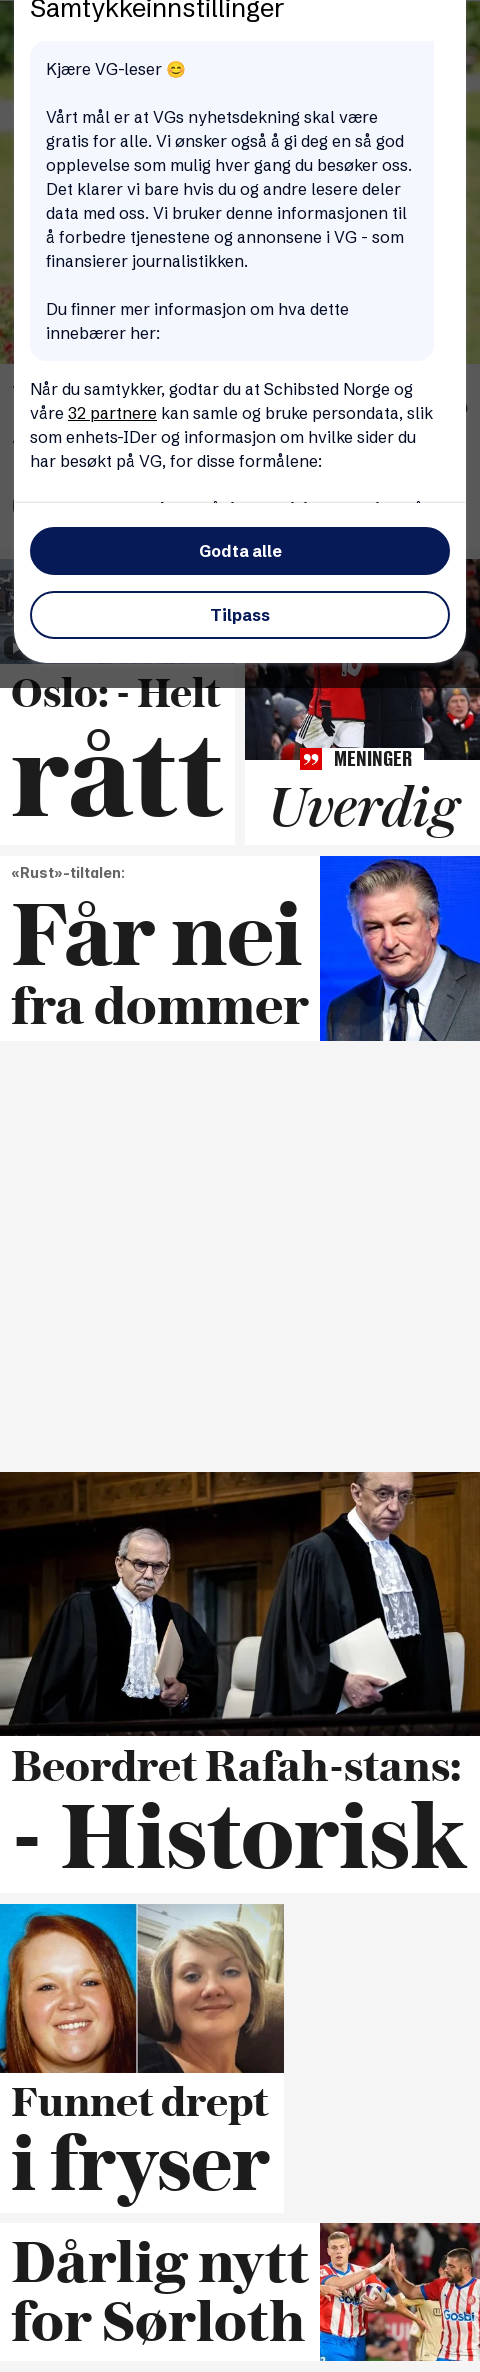 Samtykkeinnstillinger
Kjære VG-leser 😊
Vårt mål er at VGs nyhetsdekning skal være
gratis for alle. Vi ønsker også å gi deg en så god
opplevelse som mulig hver gang du besøker oss.
Det klarer vi bare hvis du og andre lesere deler
data med oss. Vi bruker denne informasjonen til
å forbedre tjenestene og annonsene i VG - som
finansierer journalistikken.
Du finner mer informasjon om hva dette
innebærer her:
Når du samtykker, godtar du at Schibsted Norge og
våre 32 partnere kan samle og bruke persondata, slik
som enhets-IDer og informasjon om hvilke sider du
har besøkt på VG, for disse formålene:
Godta alle
Tilpass
Oslo: - Helt
rått
MENINGER
Uverdig
«Rust»-tiltalen:
Får nei
fra dommer
Beordret Rafah-stans:
- Historisk
Funnet drept
i fryser
Dårlig nytt
for Sørloth
Gosbi